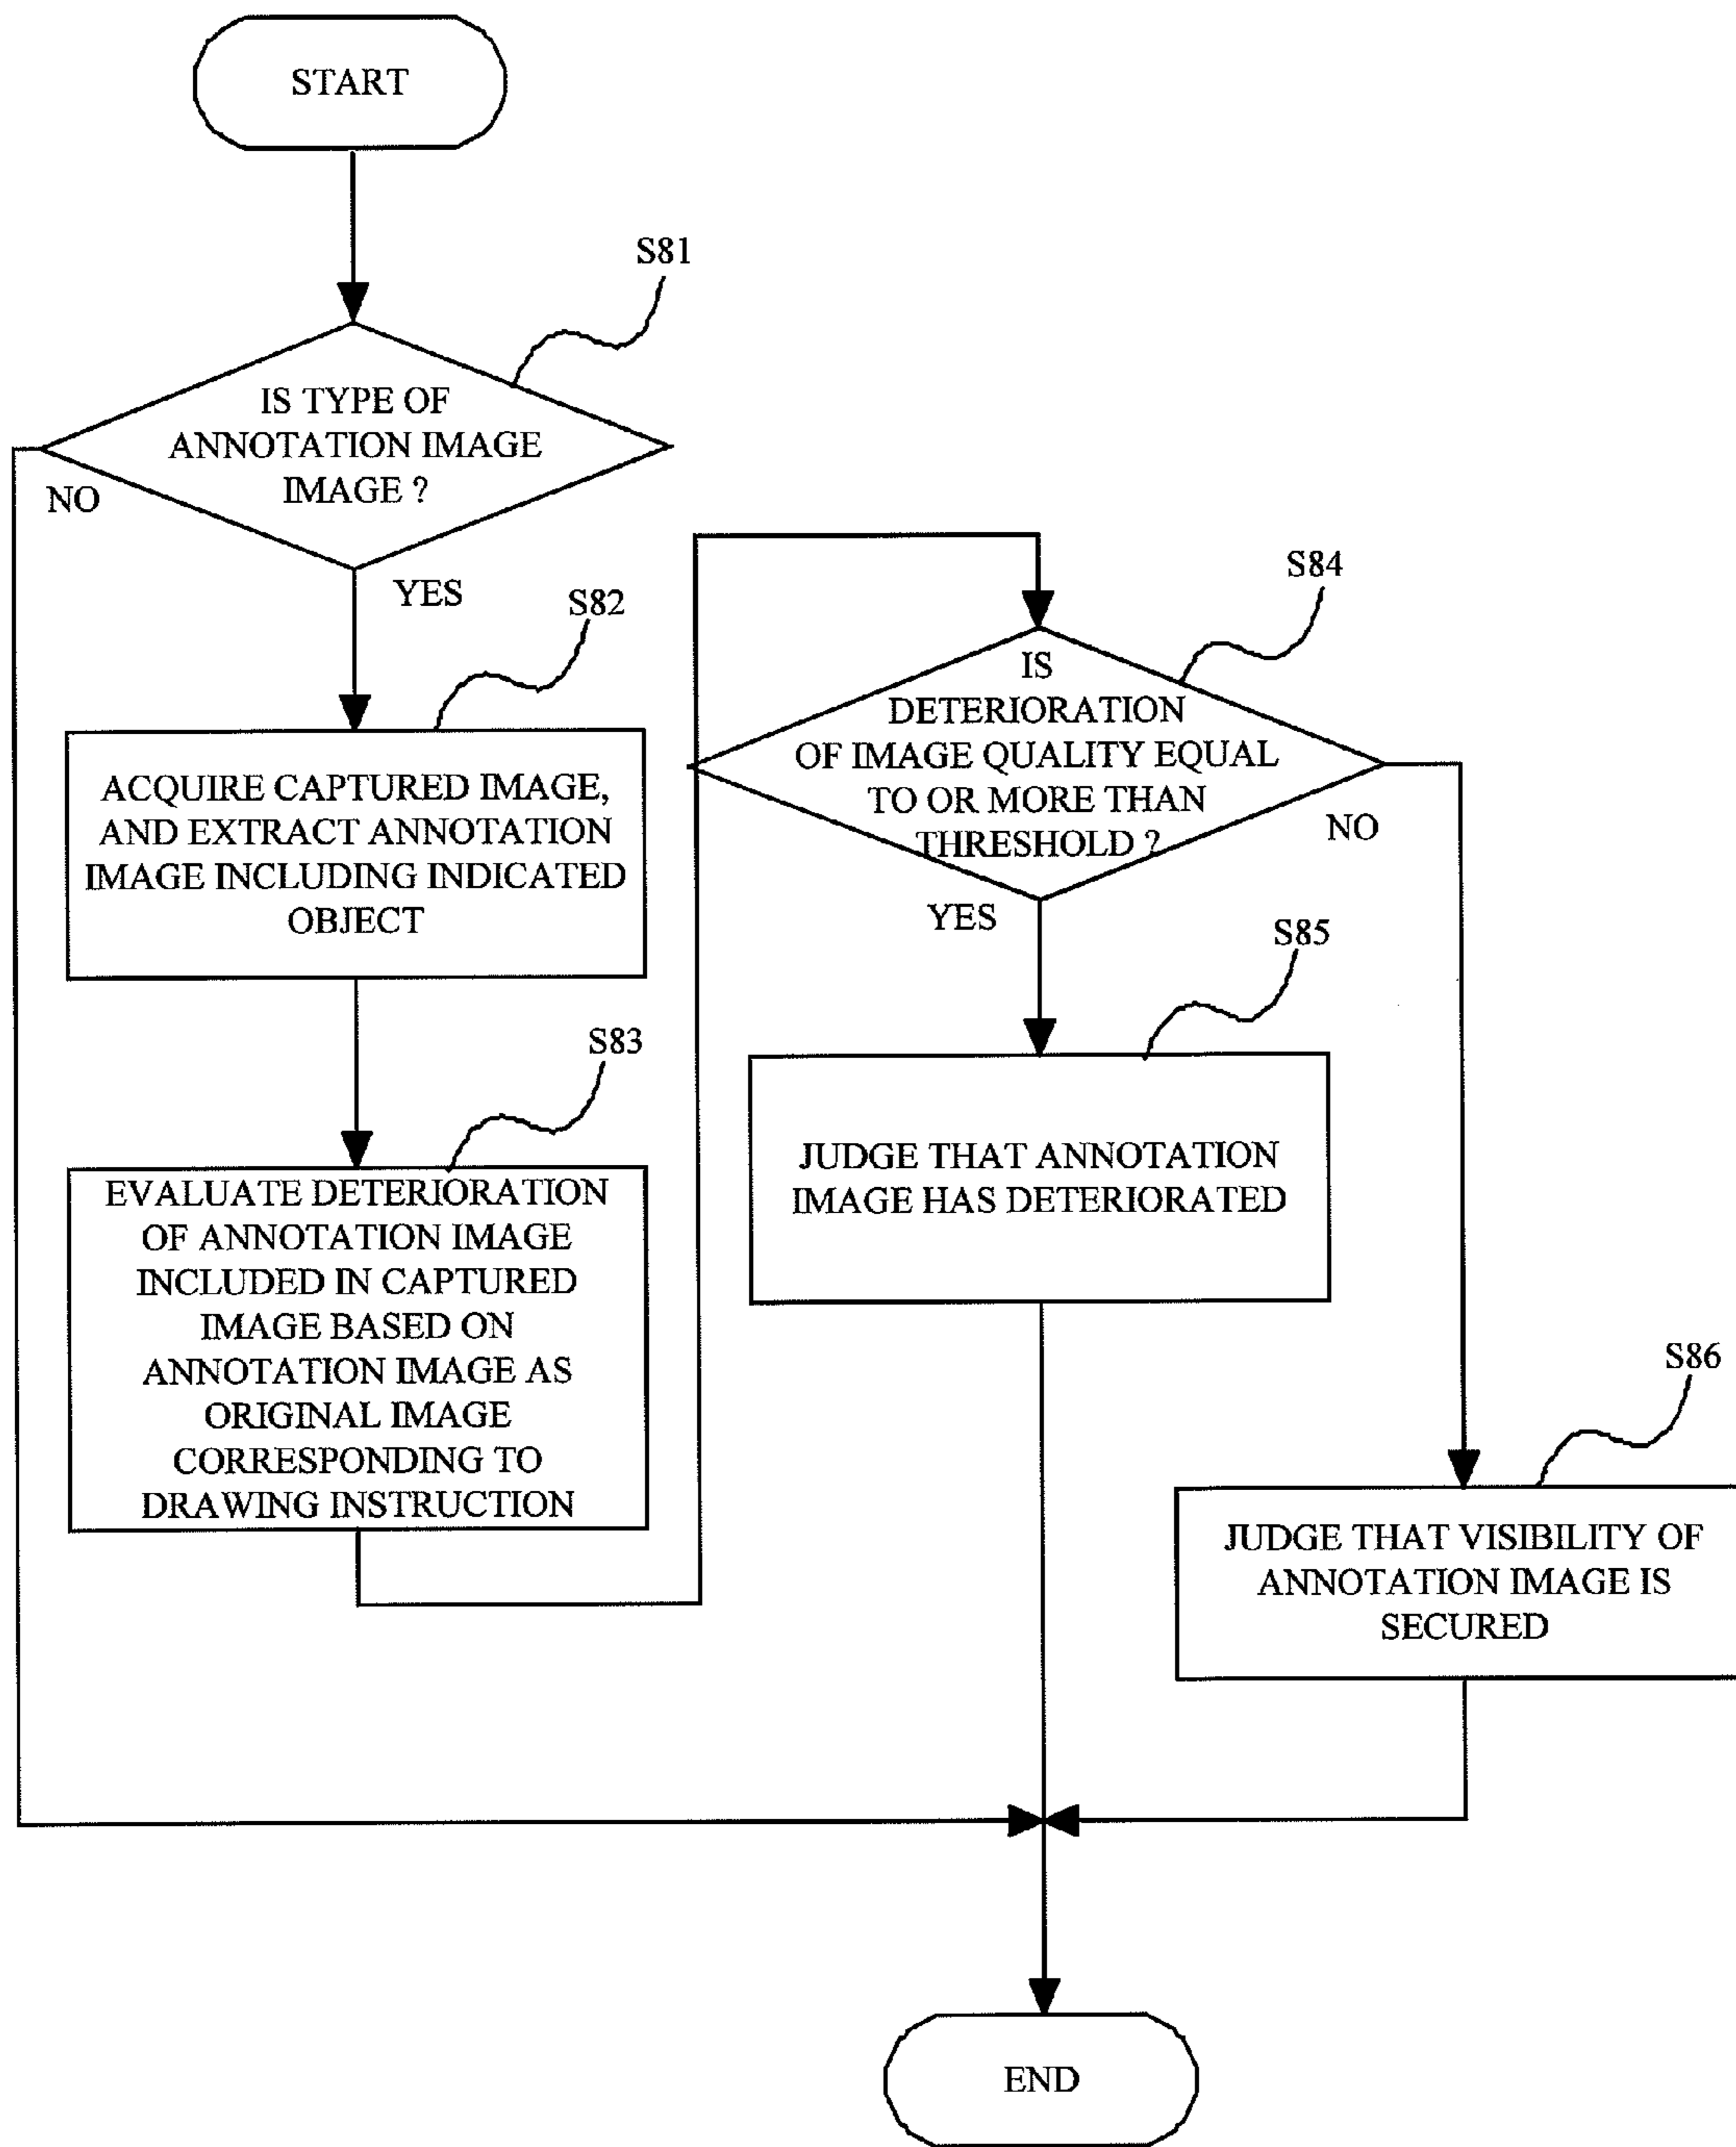 START
S81
IS TYPE OF
ANNOTATION IMAGE
IMAGE ?
NO
YES
S82
ACQUIRE CAPTURED IMAGE,
AND EXTRACT ANNOTATION
IMAGE INCLUDING INDICATED
OBJECT
S83
EVALUATE DETERIORATION
OF ANNOTATION IMAGE
INCLUDED IN CAPTURED
IMAGE BASED ON
ANNOTATION IMAGE AS
ORIGINAL IMAGE
CORRESPONDING TO
DRAWING INSTRUCTION
S84
IS
DETERIORATION
OF IMAGE QUALITY EQUAL
TO OR MORE THAN
THRESHOLD ?
NO
YES
S85
JUDGE THAT ANNOTATION
IMAGE HAS DETERIORATED
S86
JUDGE THAT VISIBILITY OF
ANNOTATION IMAGE IS
SECURED
END